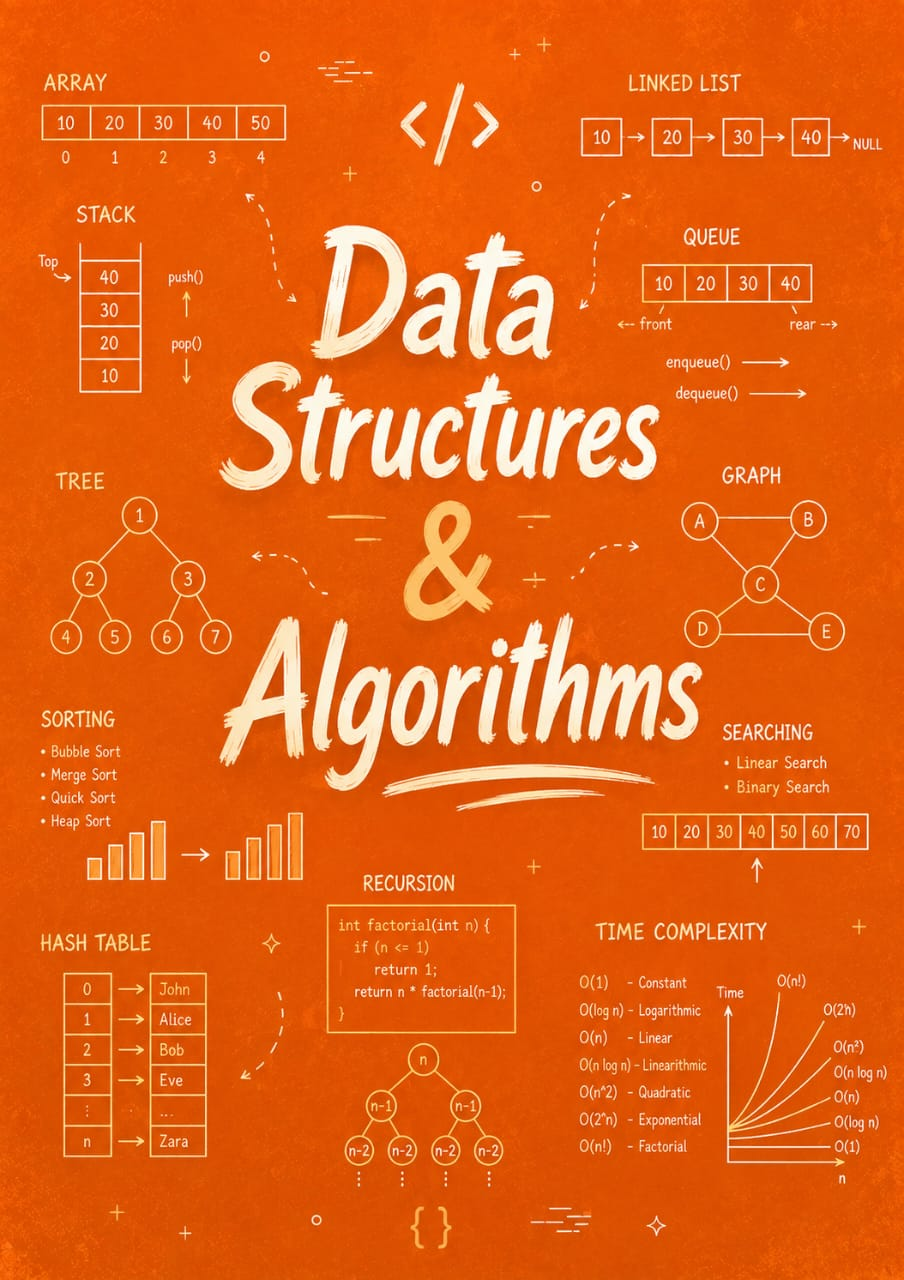 ARRAY
10 20 30 40 50
0 1 2 3 4
</>
LINKED LIST
10 20 30 40 NULL
STACK
Top
40
30
20
10
push()
pop()
QUEUE
10 20 30 40
front rear
enqueue()
dequeue()
Data
Structures
&
Algorithms
TREE
1
2 3
4 5 6 7
GRAPH
A B
C
D E
SORTING
• Bubble Sort
• Merge Sort
• Quick Sort
• Heap Sort
SEARCHING
• Linear Search
• Binary Search
10 20 30 40 50 60 70
RECURSION
int factorial(int n) {
if (n <= 1)
return 1;
return n * factorial(n-1);
}
n
n-1 n-1
n-2 n-2 n-2 n-2
HASH TABLE
0 John
1 Alice
2 Bob
3 Eve
⋮ ...
n Zara
TIME COMPLEXITY
O(1) - Constant
O(log n) - Logarithmic
O(n) - Linear
O(n log n) - Linearithmic
O(n^2) - Quadratic
O(2^n) - Exponential
O(n!) - Factorial
Time
O(n!)
O(2^n)
O(n²)
O(n log n)
O(n)
O(log n)
O(1)
n
{ }